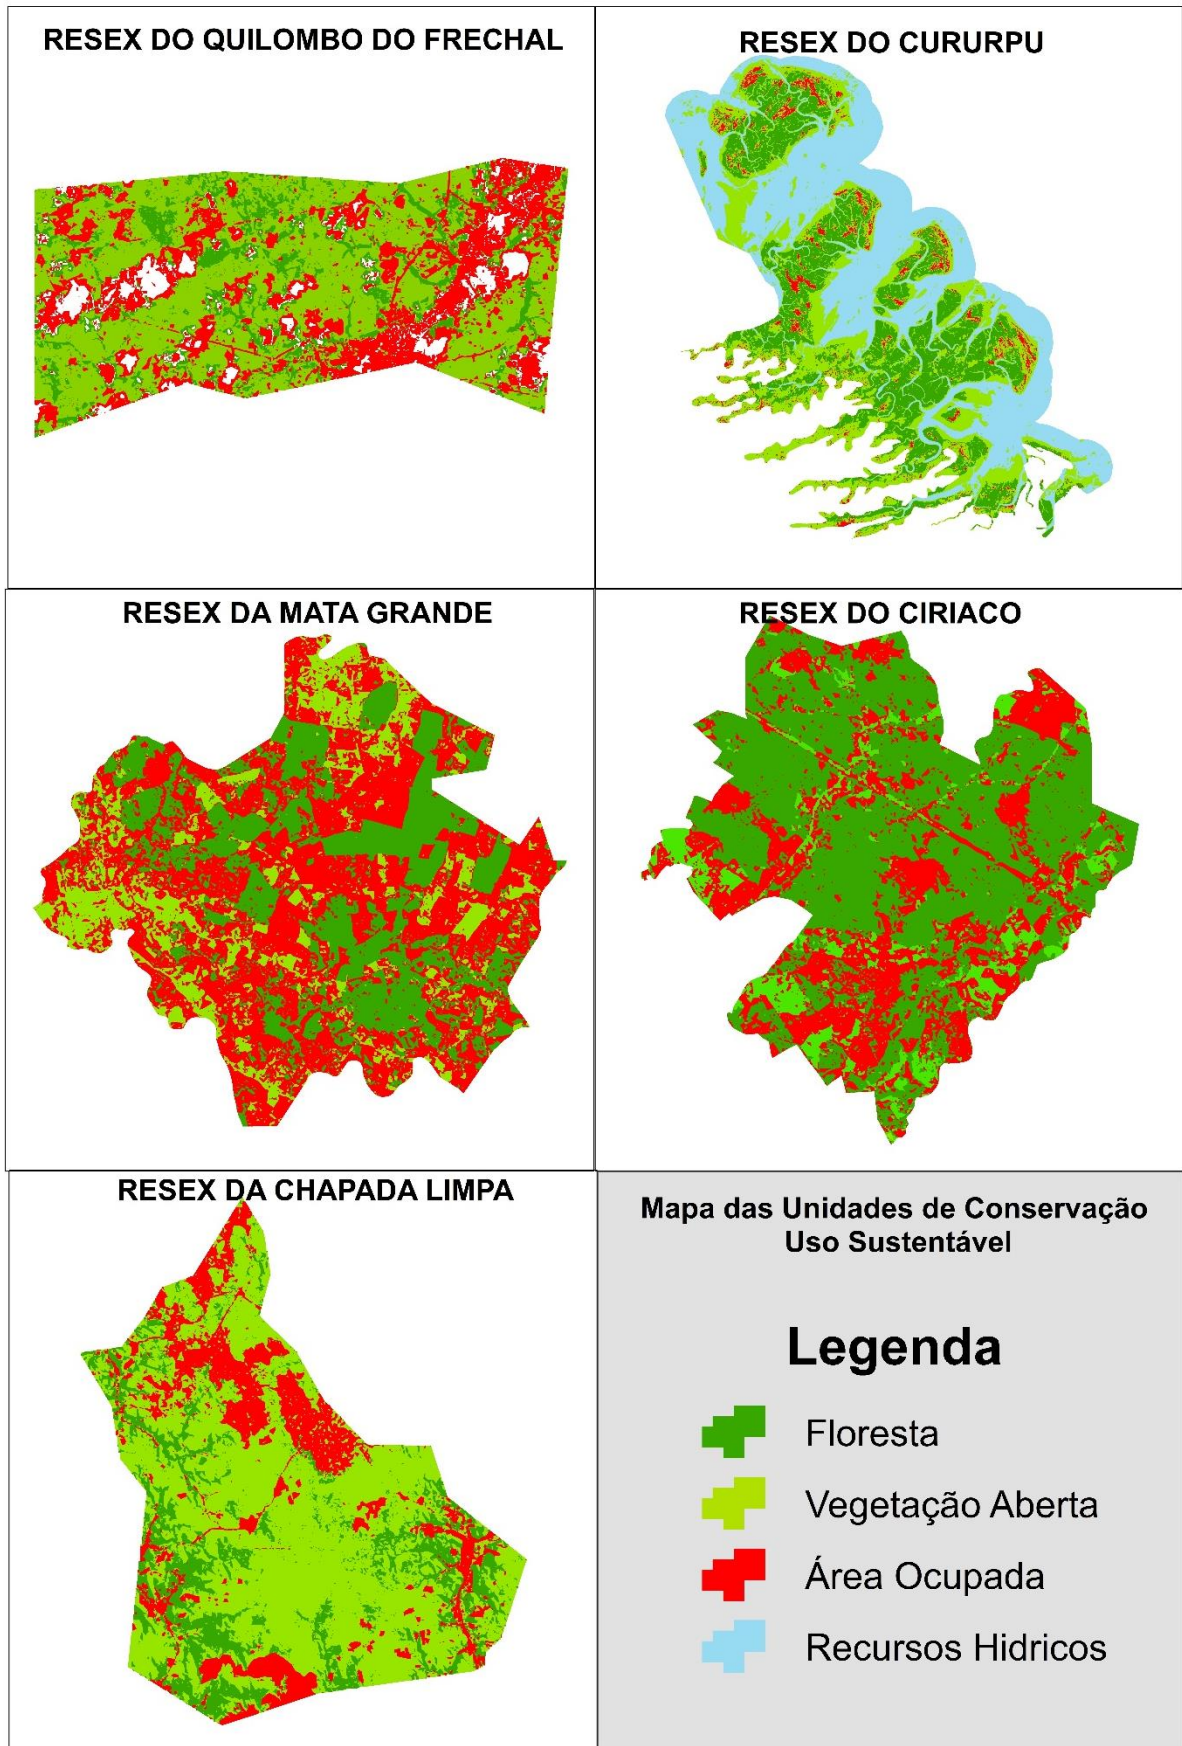 RESEX DO QUILOMBO DO FRECHAL
RESEX DO CURURPU
RESEX DA MATA GRANDE
RESEX DO CIRIACO
RESEX DA CHAPADA LIMPA
Mapa das Unidades de Conservação
Uso Sustentável
Legenda
Floresta
Vegetação Aberta
Área Ocupada
Recursos Hidricos